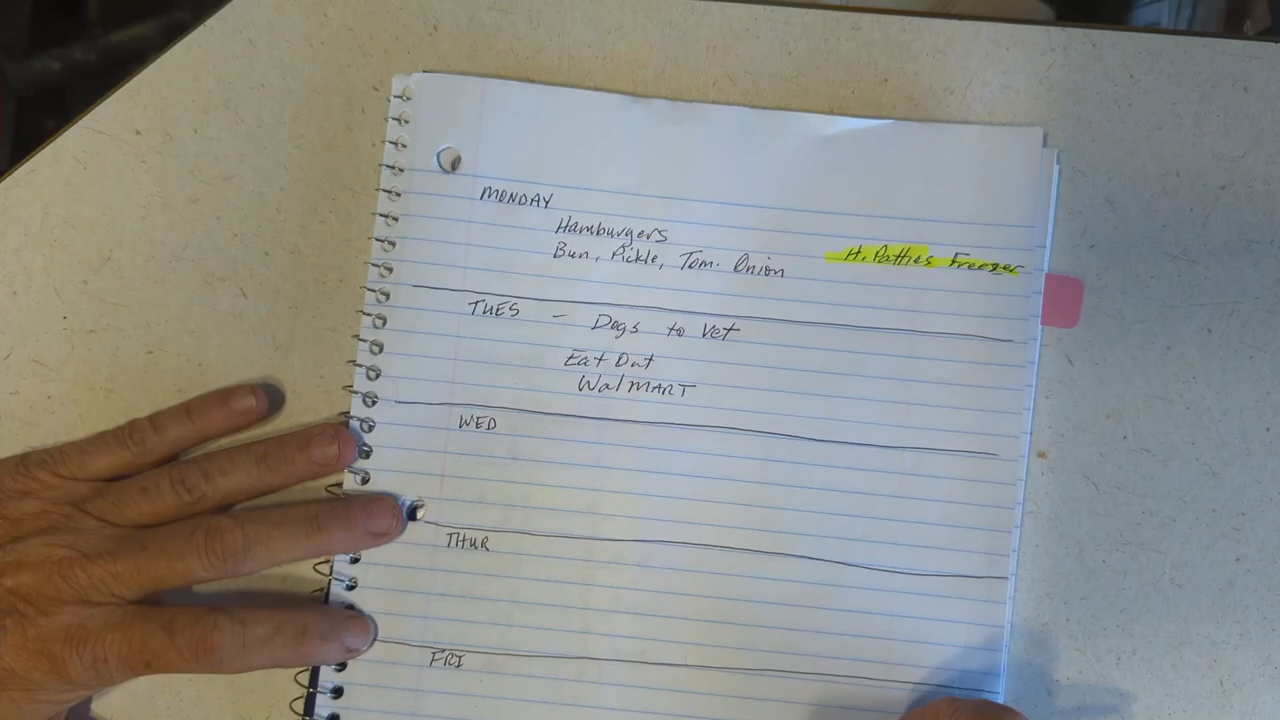 MONDAY
Hamburgers
Bun, Pickle, Tom. Onion
H. Patties Freezer
TUES - Dogs to Vet
Eat Out
WalMART
WED
THUR
FRI